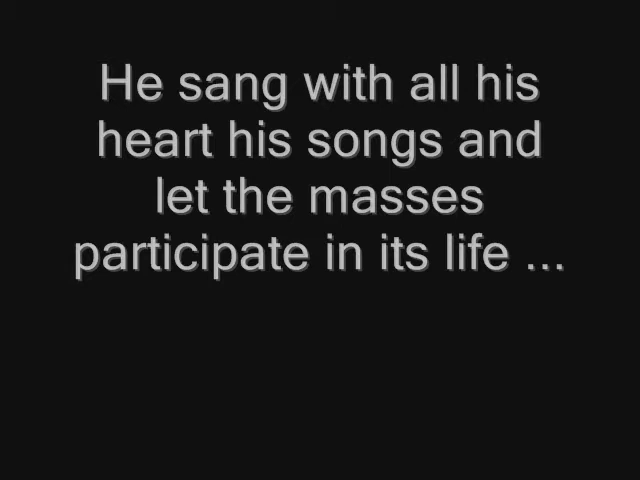 He sang with all his
heart his songs and
let the masses
participate in its life ...